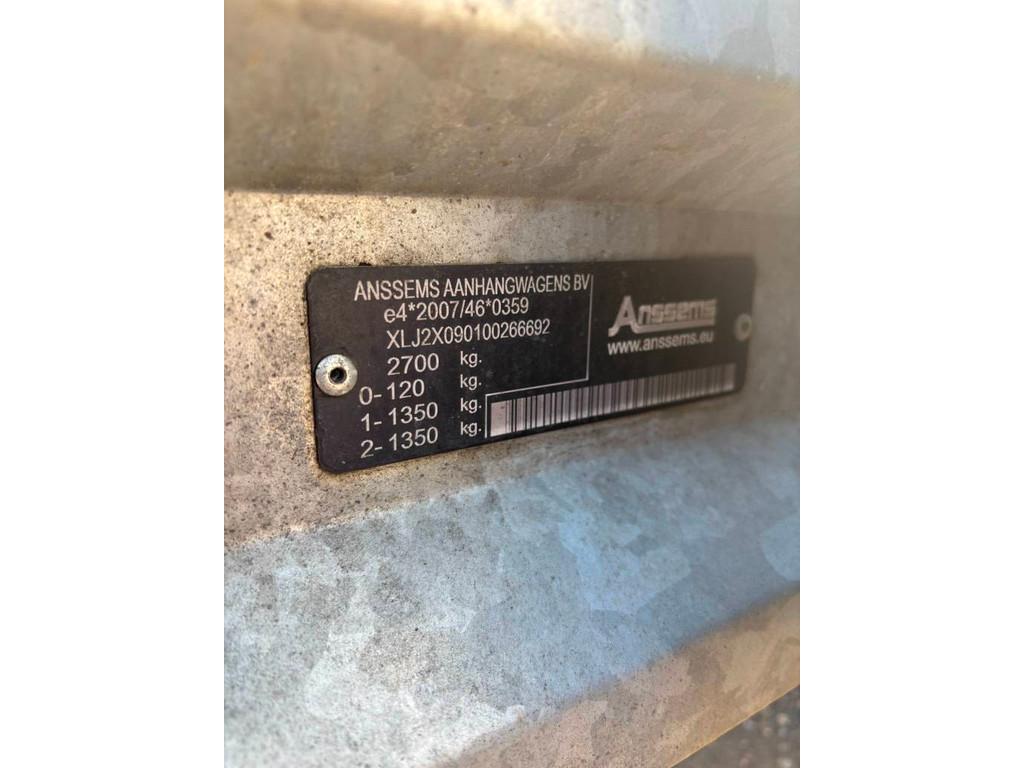 ANSSEMS AANHANGWAGENS BV
e4*2007/46*0359
XLJ2X090100266692
2700 kg.
0-120 kg.
1-1350 kg.
2-1350 kg.
Anssems
www.anssems.eu